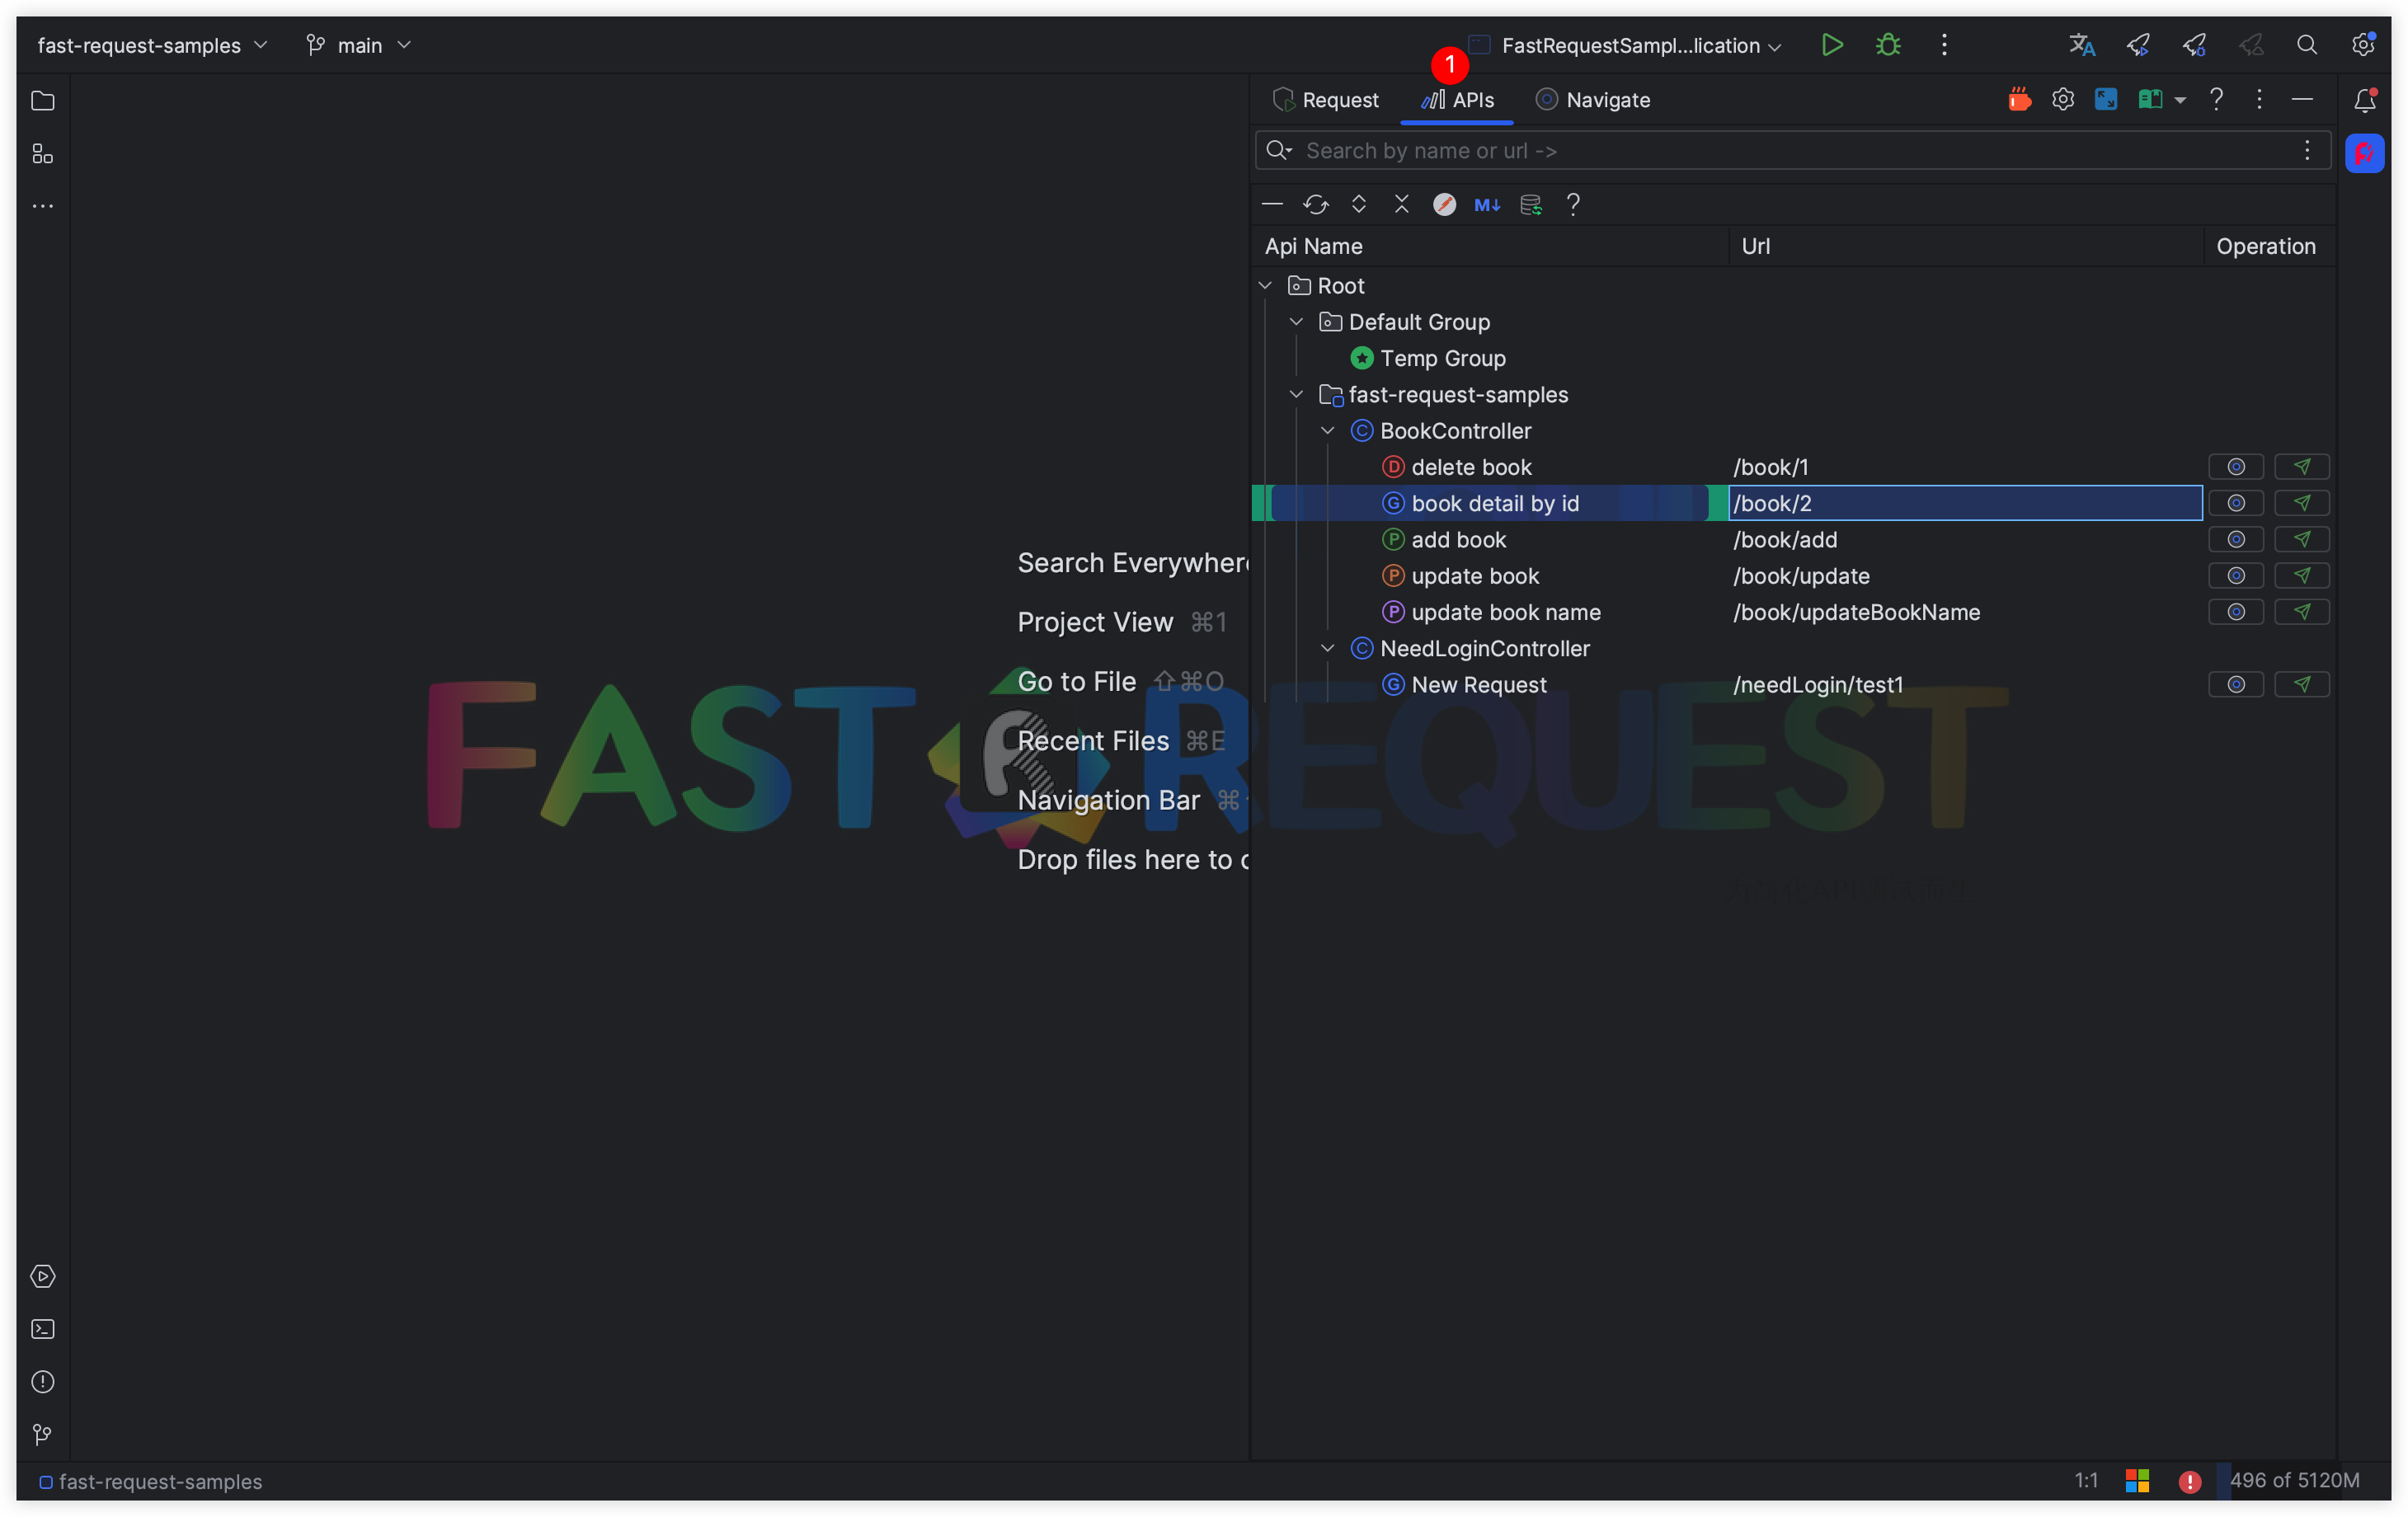 fast-request-samples
main
FastRequestSampl...lication
1
Request
APIs
Navigate
Search by name or url ->
M↓
Api Name
Url
Operation
Root
Default Group
Temp Group
fast-request-samples
C BookController
D delete book /book/1
G book detail by id /book/2
P add book /book/add
P update book /book/update
P update book name /book/updateBookName
C NeedLoginController
G New Request /needLogin/test1
Search Everywhere
Project View ⌘1
Go to File ⇧⌘O
Recent Files ⌘E
Navigation Bar ⌘
Drop files here to
FAST REQUEST
fast-request-samples
1:1
496 of 5120M